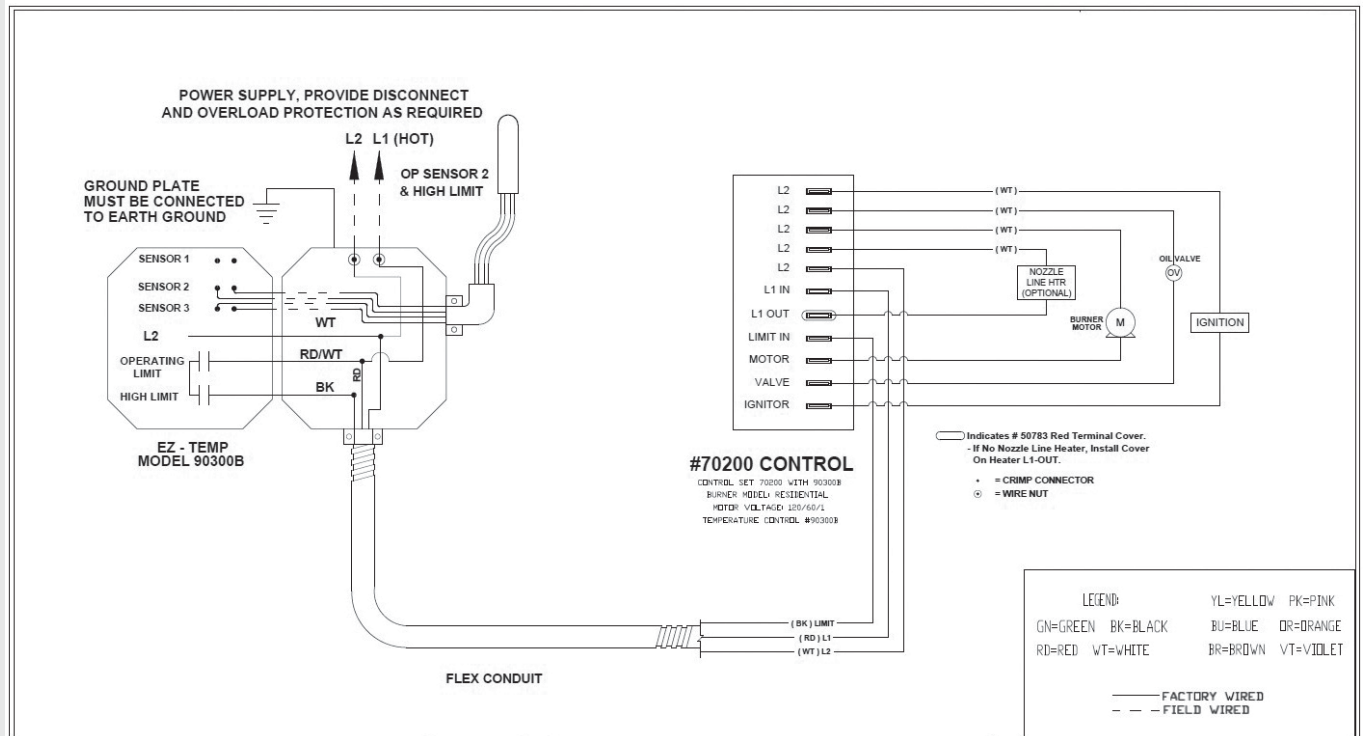 POWER SUPPLY, PROVIDE DISCONNECT
AND OVERLOAD PROTECTION AS REQUIRED
L2 L1 (HOT)
OP SENSOR 2
& HIGH LIMIT
GROUND PLATE
MUST BE CONNECTED
TO EARTH GROUND
SENSOR 1
SENSOR 2
SENSOR 3
WT
L2
OPERATING
LIMIT
RD/WT
RD
HIGH LIMIT
BK
EZ - TEMP
MODEL 90300B
FLEX CONDUIT
( BK ) LIMIT
( RD ) L1
( WT ) L2
L2
L2
L2
L2
L2
L1 IN
L1 OUT
LIMIT IN
MOTOR
VALVE
IGNITOR
( WT )
( WT )
( WT )
( WT )
NOZZLE
LINE HTR
(OPTIONAL)
OIL VALVE
OV
BURNER
MOTOR
M
IGNITION
#70200 CONTROL
CONTROL SET 70200 WITH 90300B
BURNER MODEL: RESIDENTIAL
MOTOR VOLTAGE: 120/60/1
TEMPERATURE CONTROL #90300B
Indicates # 50783 Red Terminal Cover.
- If No Nozzle Line Heater, Install Cover
On Heater L1-OUT.
= CRIMP CONNECTOR
= WIRE NUT
LEGEND:
YL=YELLOW PK=PINK
GN=GREEN BK=BLACK
BU=BLUE OR=ORANGE
RD=RED WT=WHITE
BR=BROWN VT=VIOLET
FACTORY WIRED
FIELD WIRED